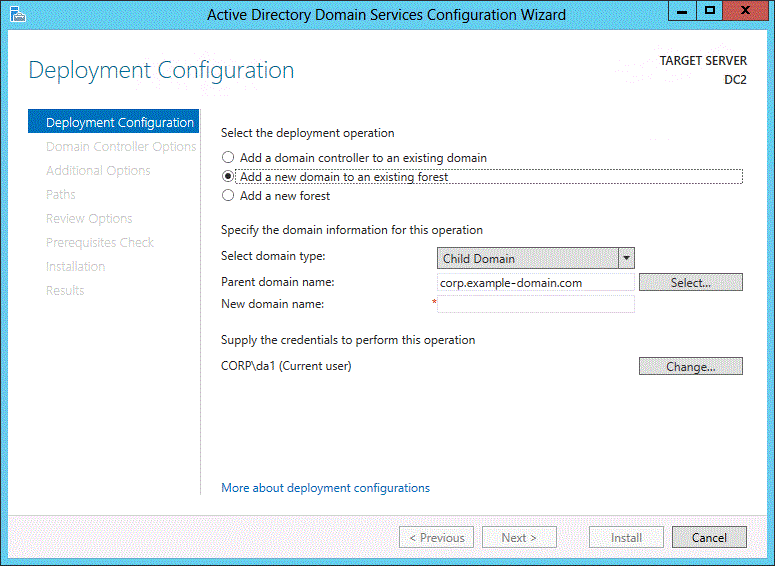 Active Directory Domain Services Configuration Wizard
Deployment Configuration
TARGET SERVER
DC2
Deployment Configuration
Domain Controller Options
Additional Options
Paths
Review Options
Prerequisites Check
Installation
Results
Select the deployment operation
Add a domain controller to an existing domain
Add a new domain to an existing forest
Add a new forest
Specify the domain information for this operation
Select domain type:
Child Domain
Parent domain name:
corp.example-domain.com
Select...
New domain name:
*
Supply the credentials to perform this operation
CORP\da1 (Current user)
Change...
More about deployment configurations
< Previous
Next >
Install
Cancel